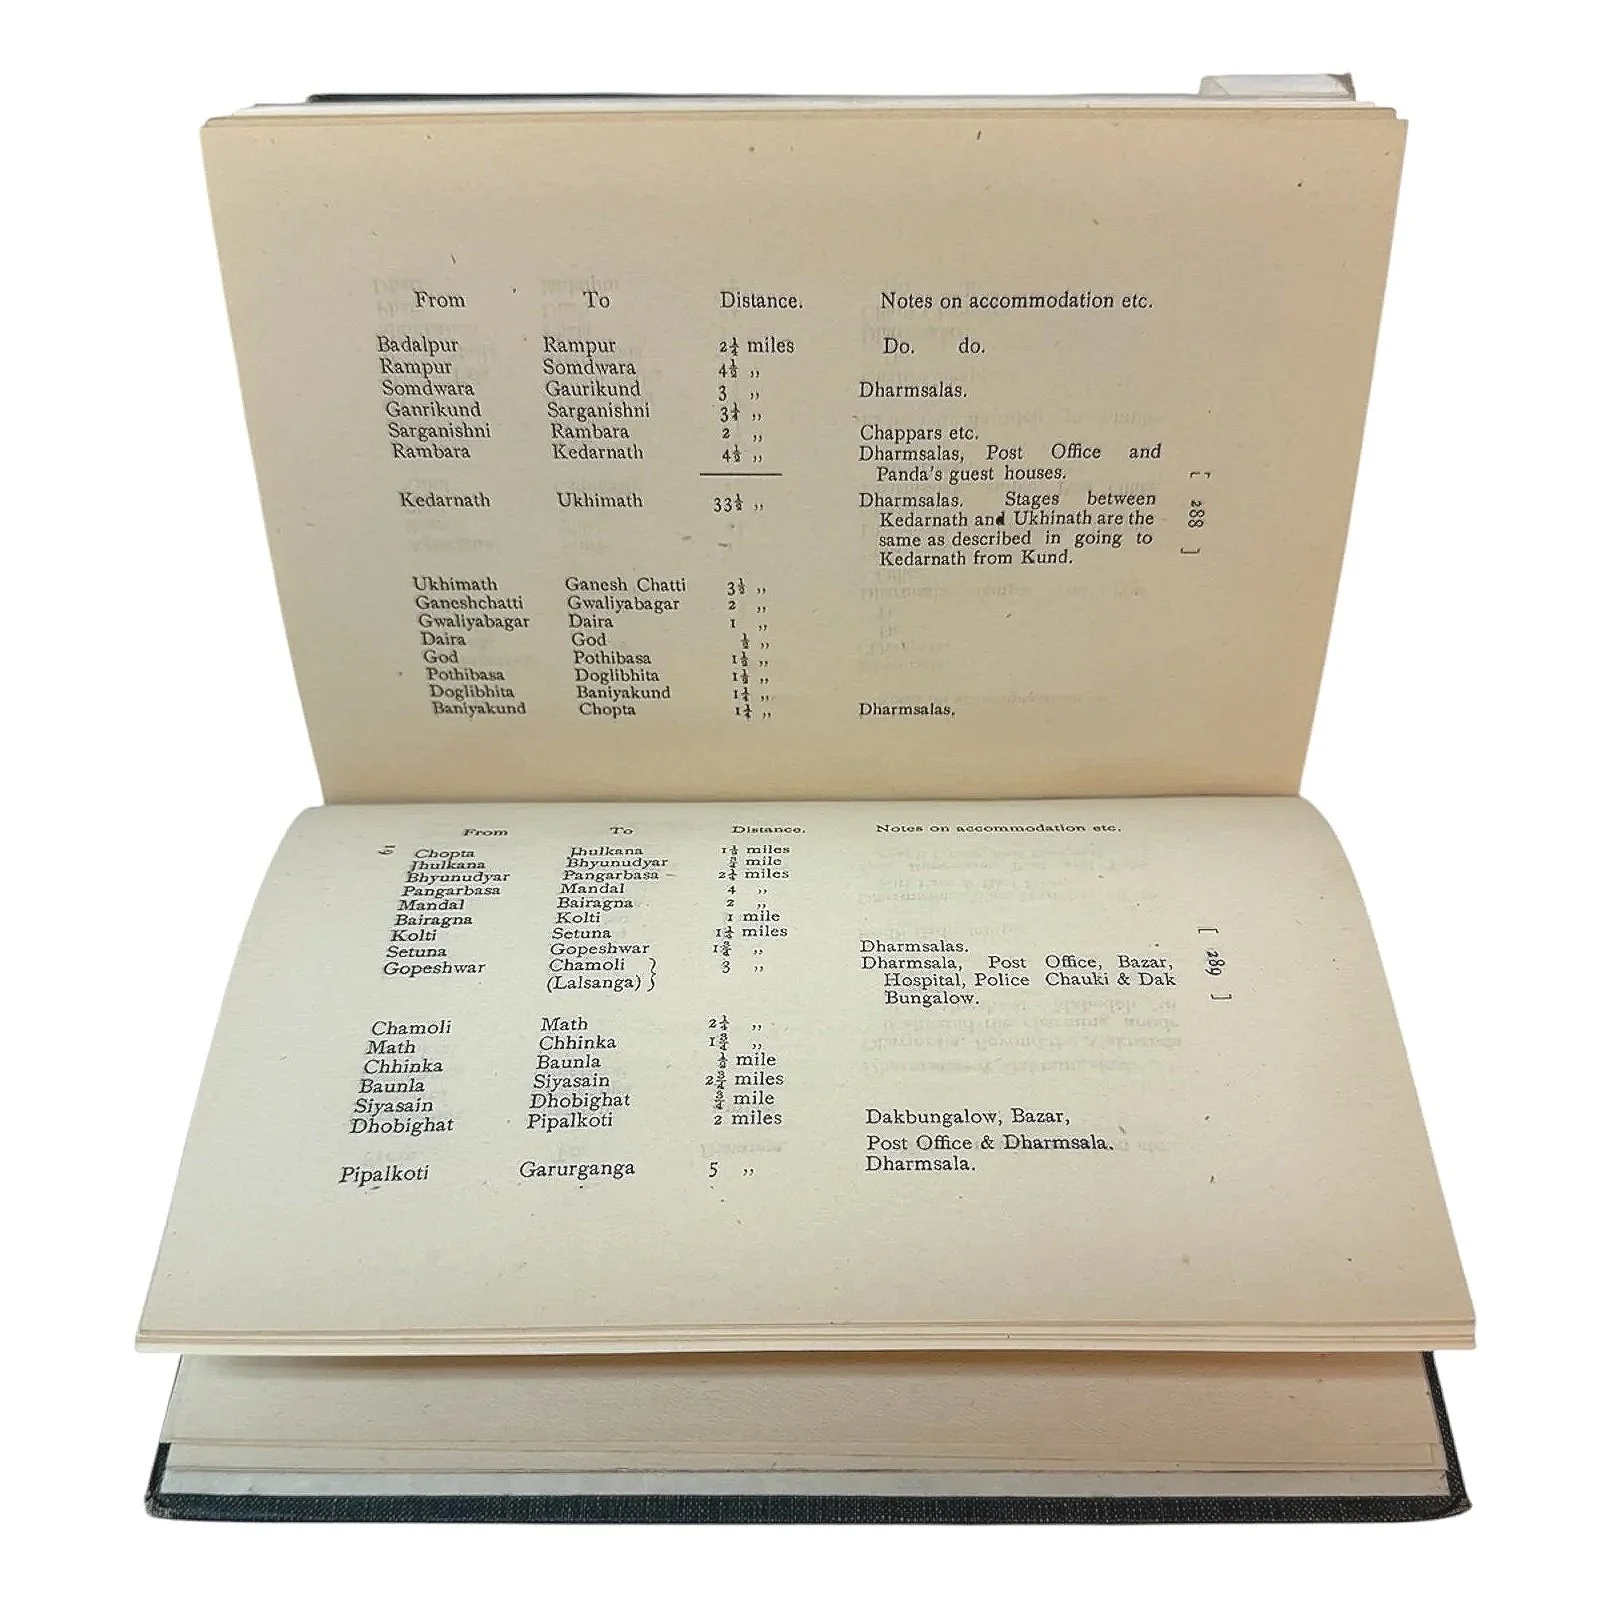 From To Distance. Notes on accommodation etc.
Badalpur Rampur 2¼ miles Do. do.
Rampur Somdwara 4½ ,,
Somdwara Gaurikund 3 ,, Dharmsalas.
Ganrikund Sarganishni 3¼ ,,
Sarganishni Rambara 2 ,, Chappars etc.
Rambara Kedarnath 4½ ,, Dharmsalas, Post Office and
Panda's guest houses.
Kedarnath Ukhimath 33½ ,, Dharmsalas. Stages between
Kedarnath and Ukhinath are the
same as described in going to
Kedarnath from Kund.
[ 288 ]
Ukhimath Ganesh Chatti 3½ ,,
Ganeshchatti Gwaliyabagar 2 ,,
Gwaliyabagar Daira 1 ,,
Daira God ½ ,,
God Pothibasa 1½ ,,
Pothibasa Doglibhita 1½ ,,
Doglibhita Baniyakund 1¼ ,,
Baniyakund Chopta 1¼ ,, Dharmsalas.
From To Distance. Notes on accommodation etc.
19
Chopta Jhulkana 1½ miles
Jhulkana Bhyunudyar ¾ mile
Bhyunudyar Pangarbasa 2¼ miles
Pangarbasa Mandal 4 ,,
Mandal Bairagna 2 ,,
Bairagna Kolti 1 mile
Kolti Setuna 1¼ miles
Setuna Gopeshwar 1¾ ,, Dharmsalas.
Gopeshwar Chamoli } 3 ,, Dharmsala, Post Office, Bazar,
(Lalsanga) } Hospital, Police Chauki & Dak
Bungalow.
[ 289 ]
Chamoli Math 2¼ ,,
Math Chhinka 1¾ ,,
Chhinka Baunla ½ mile
Baunla Siyasain 2¾ miles
Siyasain Dhobighat ¾ mile
Dhobighat Pipalkoti 2 miles Dakbungalow, Bazar,
Post Office & Dharmsala.
Pipalkoti Garurganga 5 ,, Dharmsala.